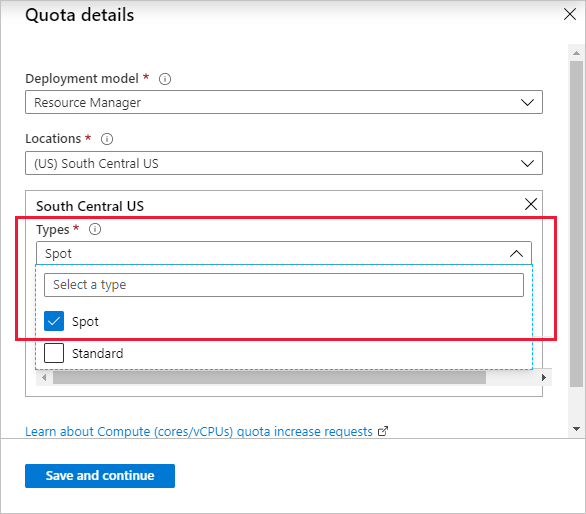 Quota details
Deployment model *
Resource Manager
Locations *
(US) South Central US
South Central US
Types *
Spot
Select a type
Spot
Standard
Learn about Compute (cores/vCPUs) quota increase requests
Save and continue